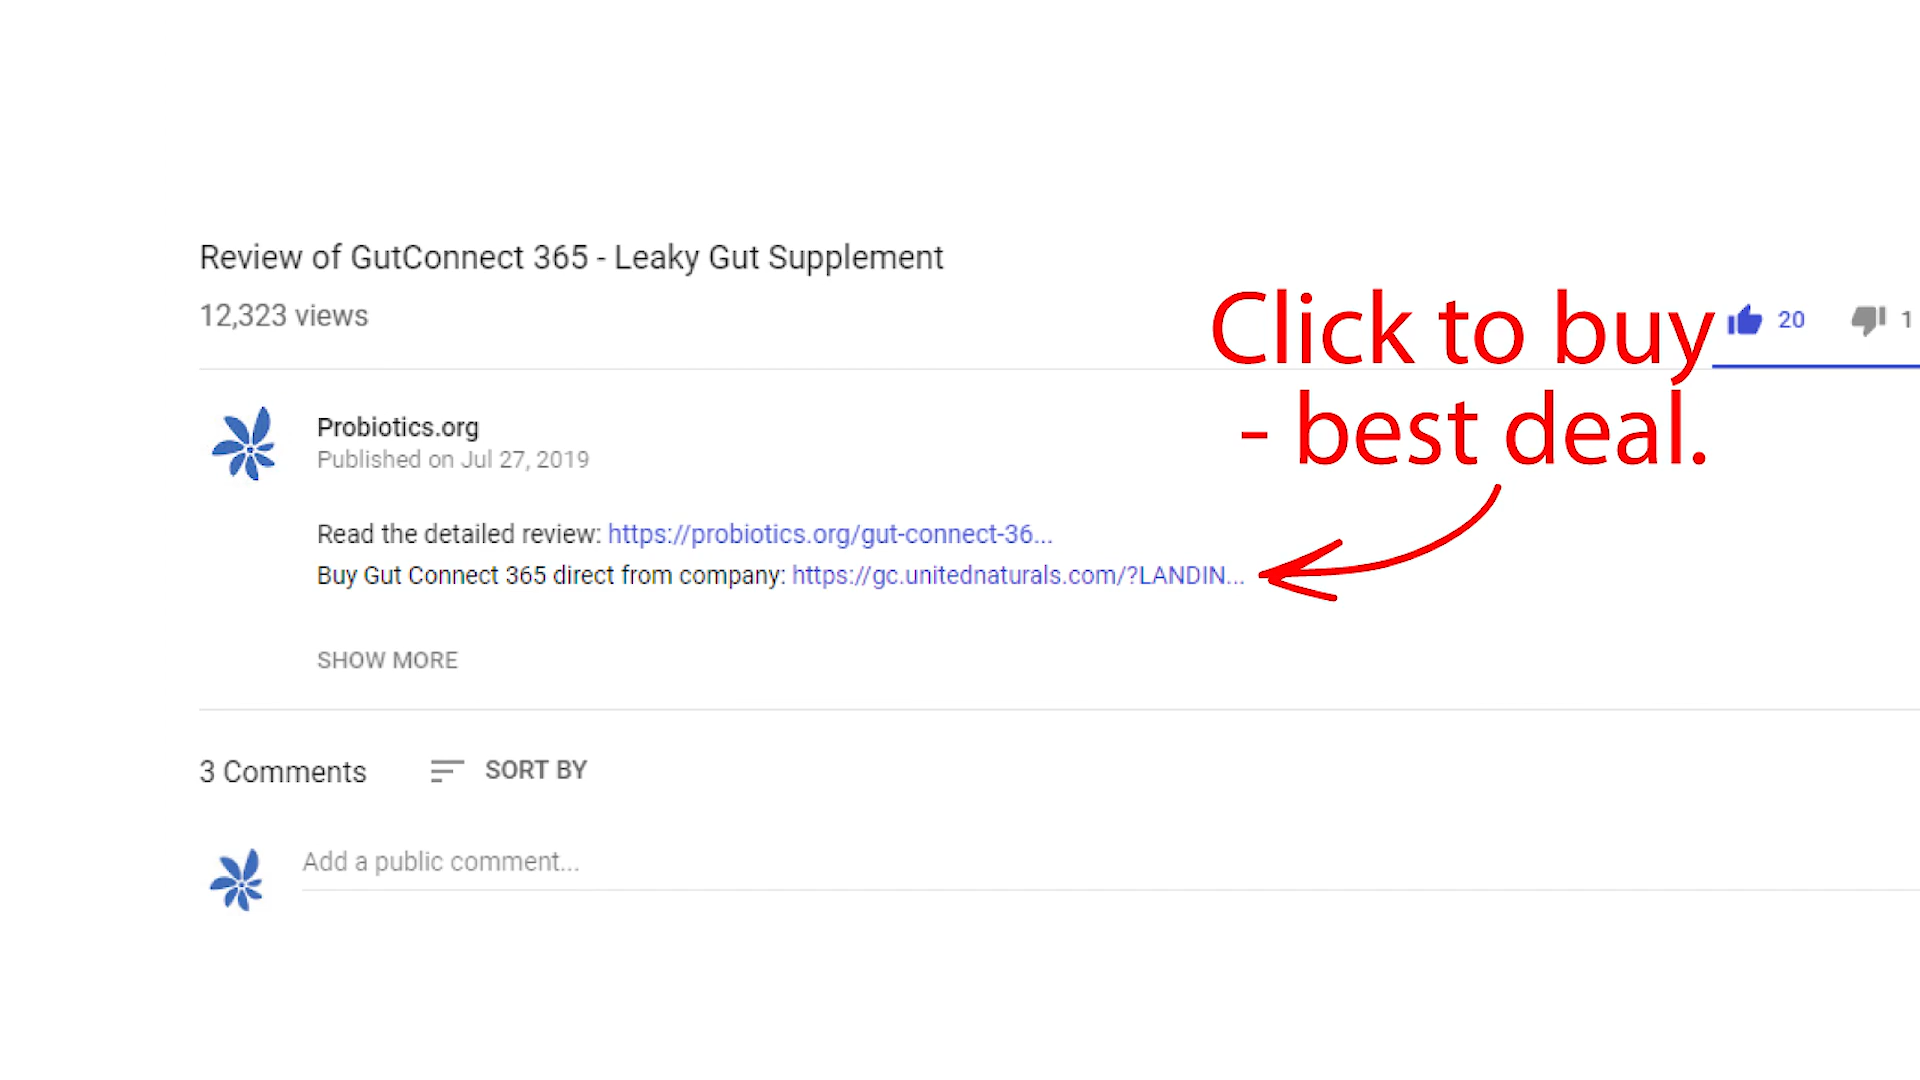 Review of GutConnect 365 - Leaky Gut Supplement
12,323 views
Click to buy
- best deal.
20
1
Probiotics.org
Published on Jul 27, 2019
Read the detailed review: https://probiotics.org/gut-connect-36...
Buy Gut Connect 365 direct from company: https://gc.unitednaturals.com/?LANDIN...
SHOW MORE
3 Comments
SORT BY
Add a public comment...